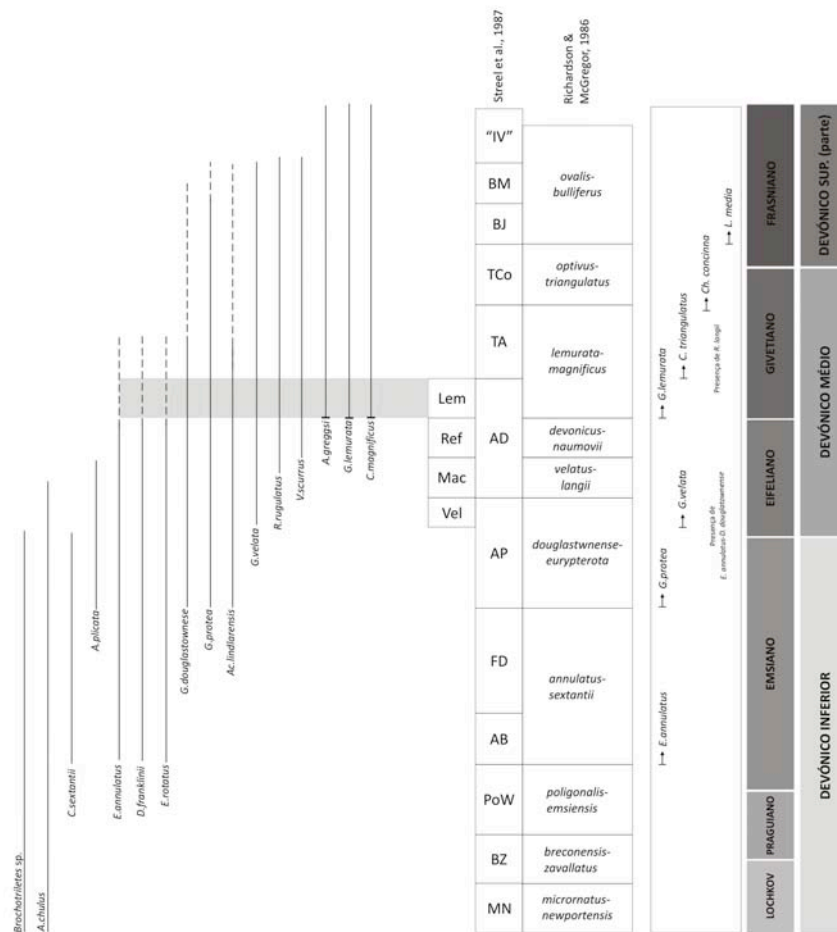 Streel et al., 1987
Richardson &
McGregor, 1986
"IV"
BM
BJ
TCo
TA
AD
AP
FD
AB
PoW
BZ
MN
Lem
Ref
Mac
Vel
ovalis-
bulliferus
optivus-
triangulatus
lemurata-
magnificus
devonicus-
naumovii
velatus-
langii
douglastwnense-
eurypterota
annulatus-
sextantii
poligonalis-
emsiensis
breconensis-
zavallatus
micrornatus-
newportensis
Brochotriletes sp.
A.chulus
C.sextantii
A.plicata
E.annulatus
D.franklinii
E.rotatus
G.douglastownese
G.protea
Ac.lindlarensis
G.velata
R.rugulatus
V.scurrus
A.greggsi
G.lemurata
C.magnificus
L. media
Ch. concinna
C. triangulatus
G.lemurata
Presença de R. langii
G.velata
G.protea
Presença de
E. annulatus-D. douglatownense
E.annulatus
FRASNIANO
GIVETIANO
EIFELIANO
EMSIANO
PRAGUIANO
LOCHKOV
DEVÓNICO SUP. (parte)
DEVÓNICO MÉDIO
DEVÓNICO INFERIOR